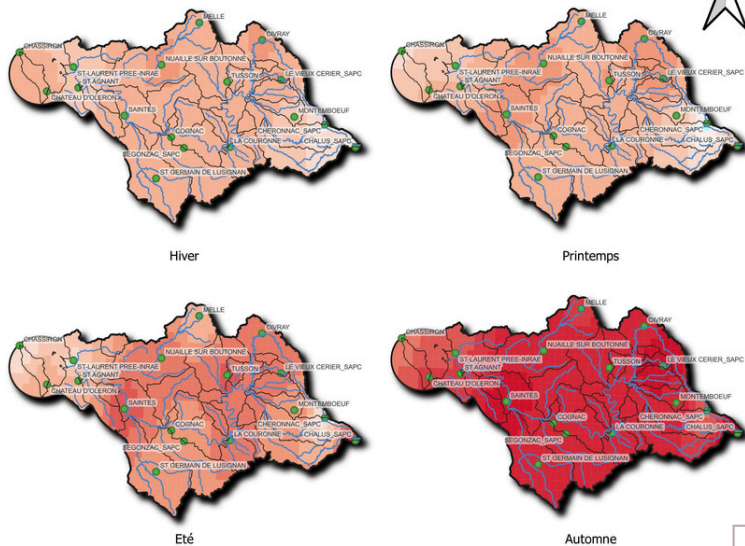 MELLE
CIVRAY
CHASSIRON
NUAILLE SUR BOUTONNE
ST-LAURENT PREE-INRAE
ST AGNANT
TUSSON
LE VIEUX CERIER_SAPC
CHATEAU D'OLERON
SAINTES
MONTEMBOEUF
COGNAC
CHERONNAC_SAPC
SEGONZAC_SAPC
LA COURONNE
CHALUS_SAPC
ST GERMAIN DE LUSIGNAN
Hiver
MELLE
CIVRAY
CHASSIRON
NUAILLE SUR BOUTONNE
ST-LAURENT PREE-INRAE
ST AGNANT
TUSSON
LE VIEUX CERIER_SAPC
CHATEAU D'OLERON
SAINTES
MONTEMBOEUF
COGNAC
CHERONNAC_SAPC
SEGONZAC_SAPC
LA COURONNE
CHALUS_SAPC
ST GERMAIN DE LUSIGNAN
Printemps
MELLE
CIVRAY
CHASSIRON
NUAILLE SUR BOUTONNE
ST-LAURENT PREE-INRAE
ST AGNANT
TUSSON
LE VIEUX CERIER_SAPC
CHATEAU D'OLERON
SAINTES
MONTEMBOEUF
COGNAC
CHERONNAC_SAPC
SEGONZAC_SAPC
LA COURONNE
CHALUS_SAPC
ST GERMAIN DE LUSIGNAN
Eté
MELLE
CIVRAY
CHASSIRON
NUAILLE SUR BOUTONNE
ST-LAURENT PREE-INRAE
ST AGNANT
TUSSON
LE VIEUX CERIER_SAPC
CHATEAU D'OLERON
SAINTES
MONTEMBOEUF
COGNAC
CHERONNAC_SAPC
SEGONZAC_SAPC
LA COURONNE
CHALUS_SAPC
ST GERMAIN DE LUSIGNAN
Automne